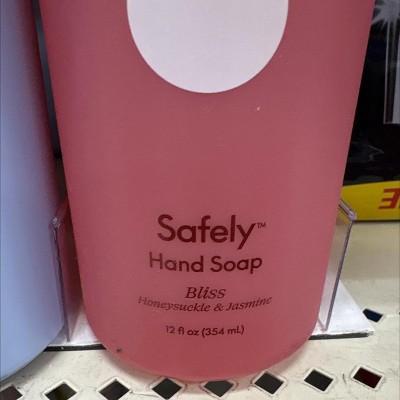 Safely™
Hand Soap
Bliss
Honeysuckle & Jasmine
12 fl oz (354 mL)